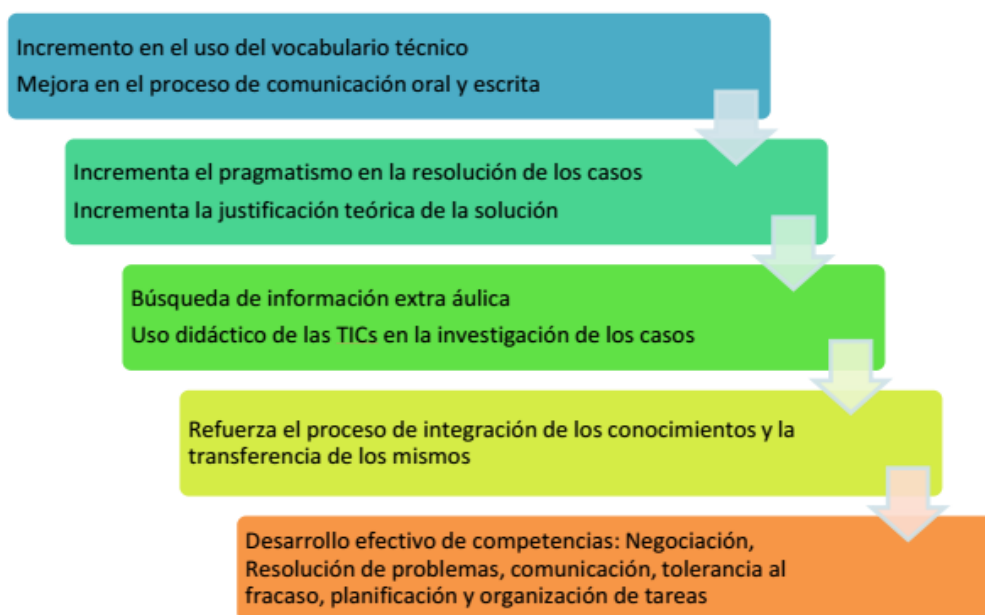 Incremento en el uso del vocabulario técnico
Mejora en el proceso de comunicación oral y escrita
Incrementa el pragmatismo en la resolución de los casos
Incrementa la justificación teórica de la solución
Búsqueda de información extra áulica
Uso didáctico de las TICs en la investigación de los casos
Refuerza el proceso de integración de los conocimientos y la
transferencia de los mismos
Desarrollo efectivo de competencias: Negociación,
Resolución de problemas, comunicación, tolerancia al
fracaso, planificación y organización de tareas